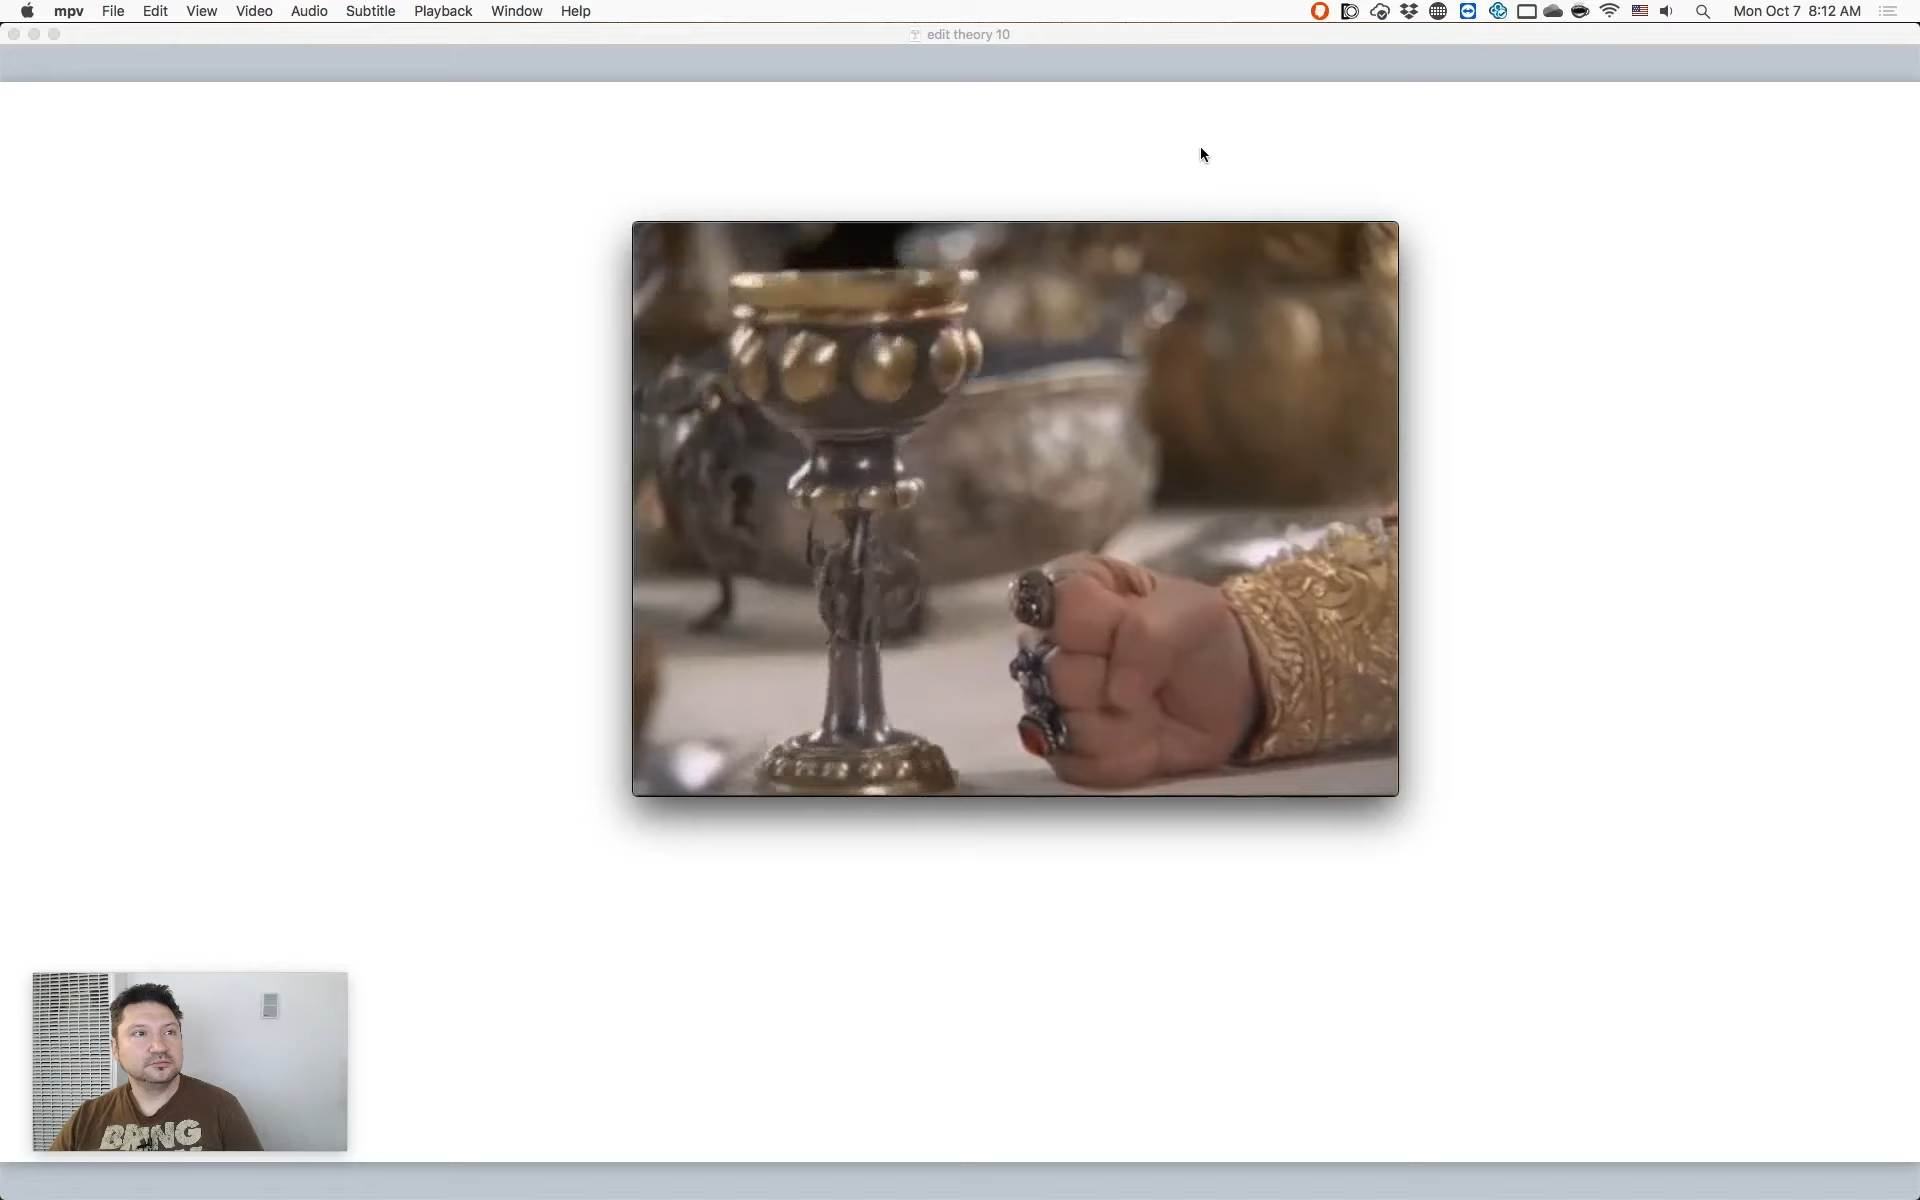 mpv File Edit View Video Audio Subtitle Playback Window Help Mon Oct 7 8:12 AM
edit theory 10
BRING